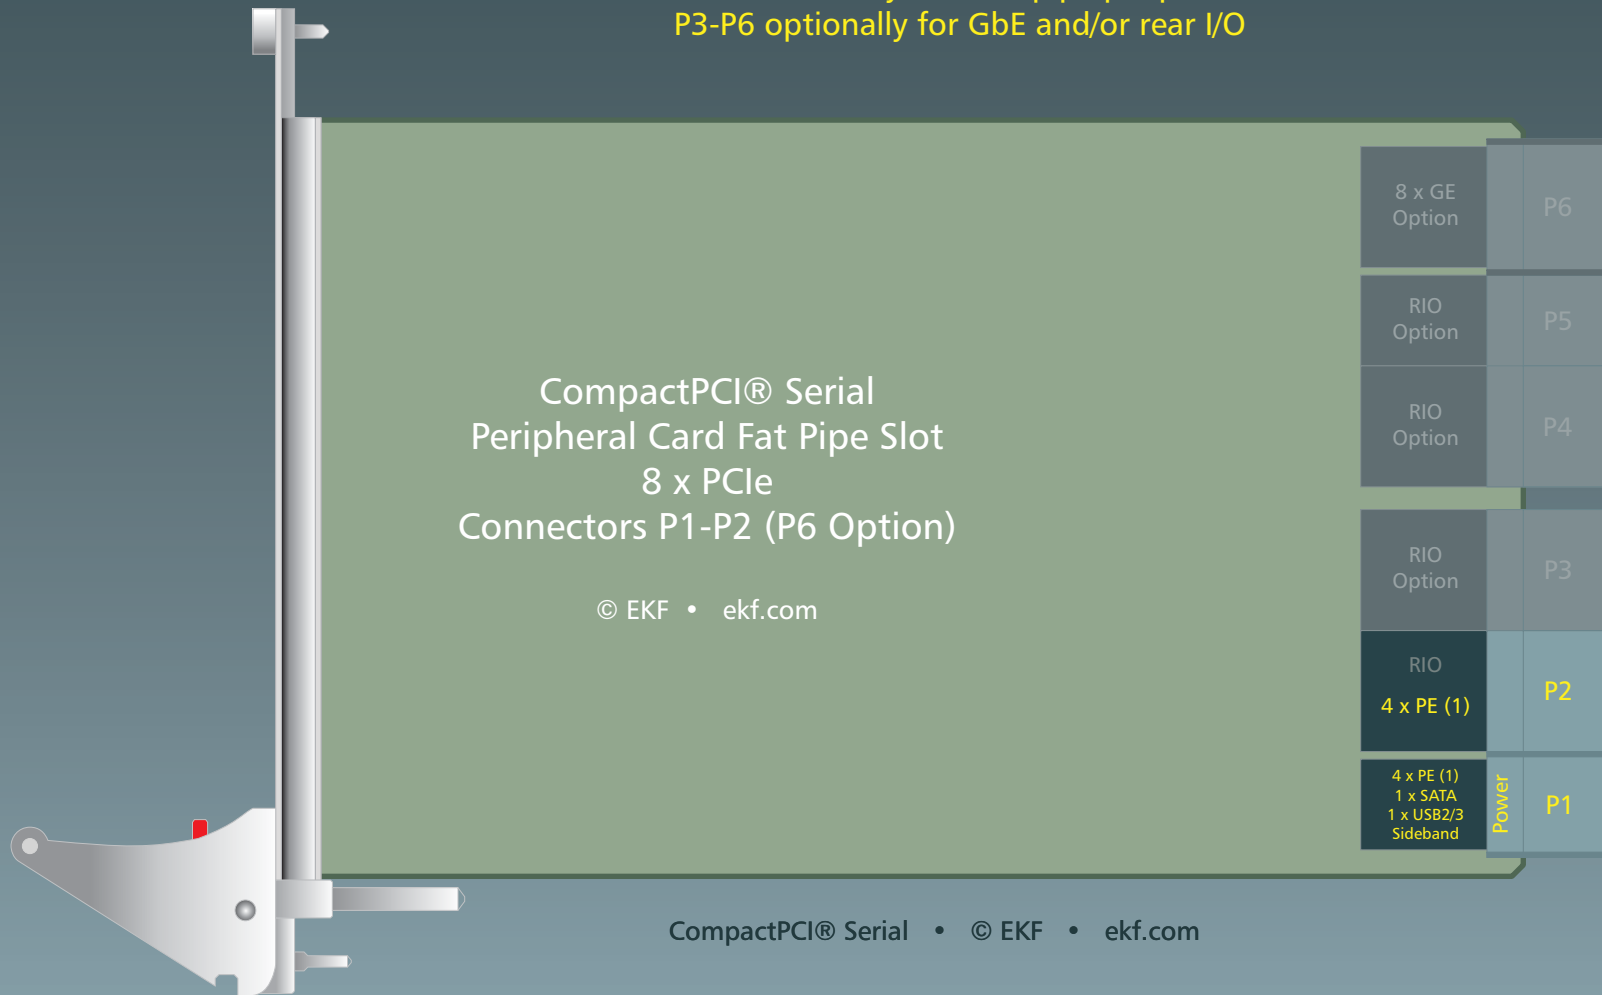 P3-P6 optionally for GbE and/or rear I/O
8 x GE
Option
P6
RIO
Option
P5
RIO
Option
P4
CompactPCI® Serial
Peripheral Card Fat Pipe Slot
8 x PCIe
Connectors P1-P2 (P6 Option)
© EKF • ekf.com
RIO
Option
P3
RIO
4 x PE (1)
P2
4 x PE (1)
1 x SATA
1 x USB2/3
Sideband
Power
P1
CompactPCI® Serial • © EKF • ekf.com